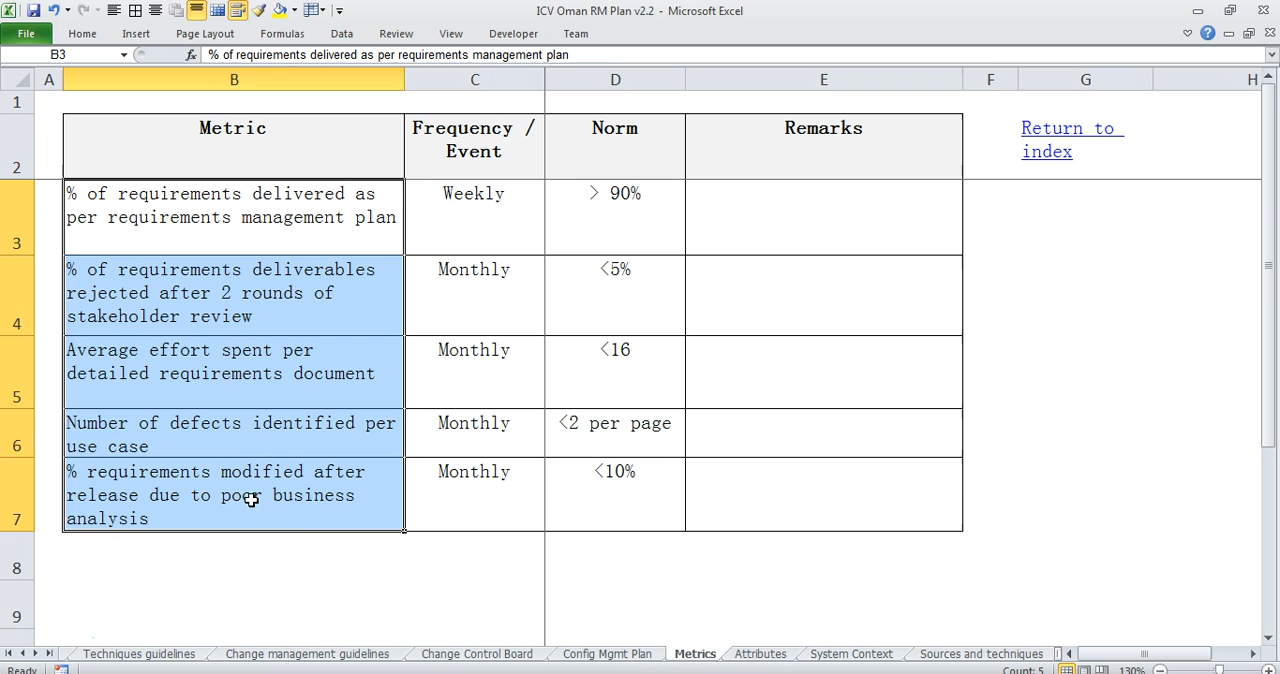 ICV Oman RM Plan v2.2 - Microsoft Excel
File Home Insert Page Layout Formulas Data Review View Developer Team
B3 fx % of requirements delivered as per requirements management plan
A B C D E F G H
1
2
3
4
5
6
7
8
9
Metric
Frequency /
Event
Norm
Remarks
Return to
index
% of requirements delivered as
per requirements management plan
Weekly
> 90%
% of requirements deliverables
rejected after 2 rounds of
stakeholder review
Monthly
<5%
Average effort spent per
detailed requirements document
Monthly
<16
Number of defects identified per
use case
Monthly
<2 per page
% requirements modified after
release due to poor business
analysis
Monthly
<10%
Techniques guidelines Change management guidelines Change Control Board Config Mgmt Plan Metrics Attributes System Context Sources and techniques
Ready Count: 5 130%